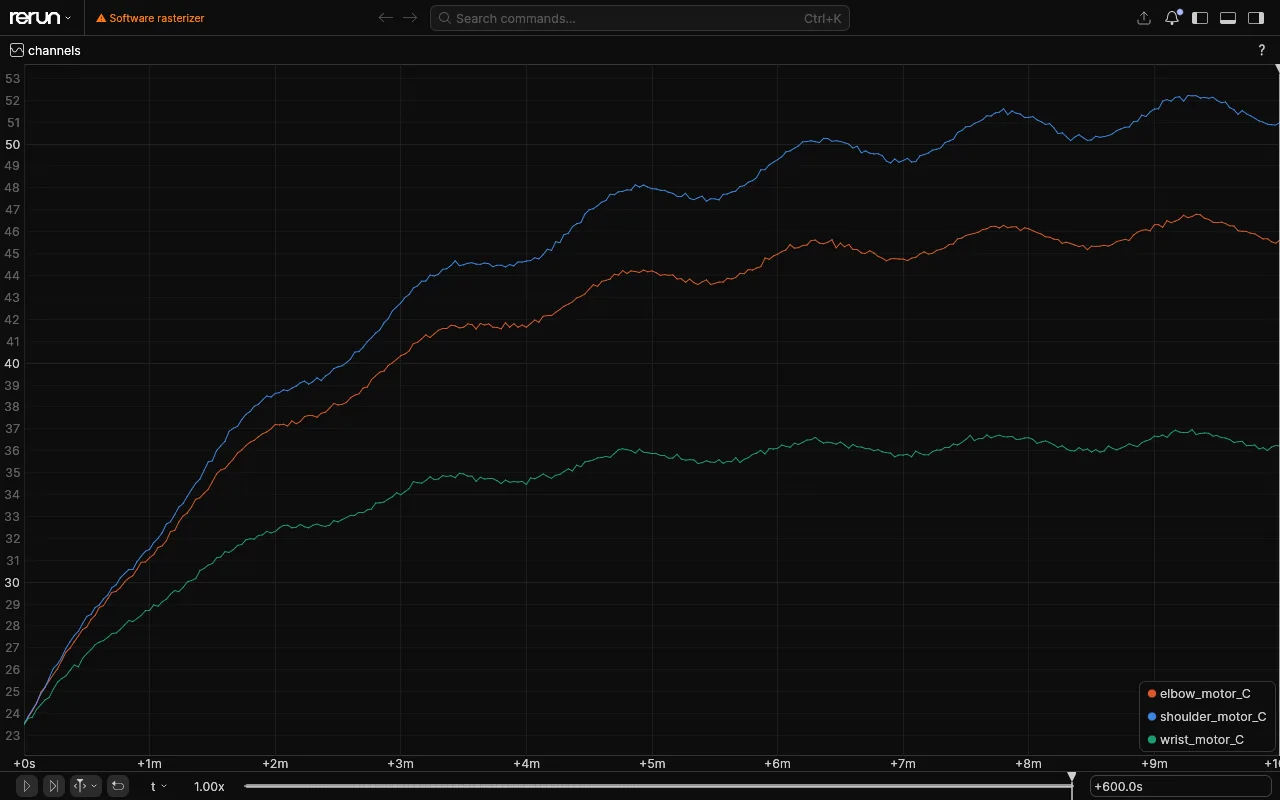 rerun
Software rasterizer
Search commands...
Ctrl+K
channels
?
53
52
51
50
49
48
47
46
45
44
43
42
41
40
39
38
37
36
35
34
33
32
31
30
29
28
27
26
25
24
23
elbow_motor_C
shoulder_motor_C
wrist_motor_C
+0s +1m +2m +3m +4m +5m +6m +7m +8m +9m +10
t
1.00x
+600.0s